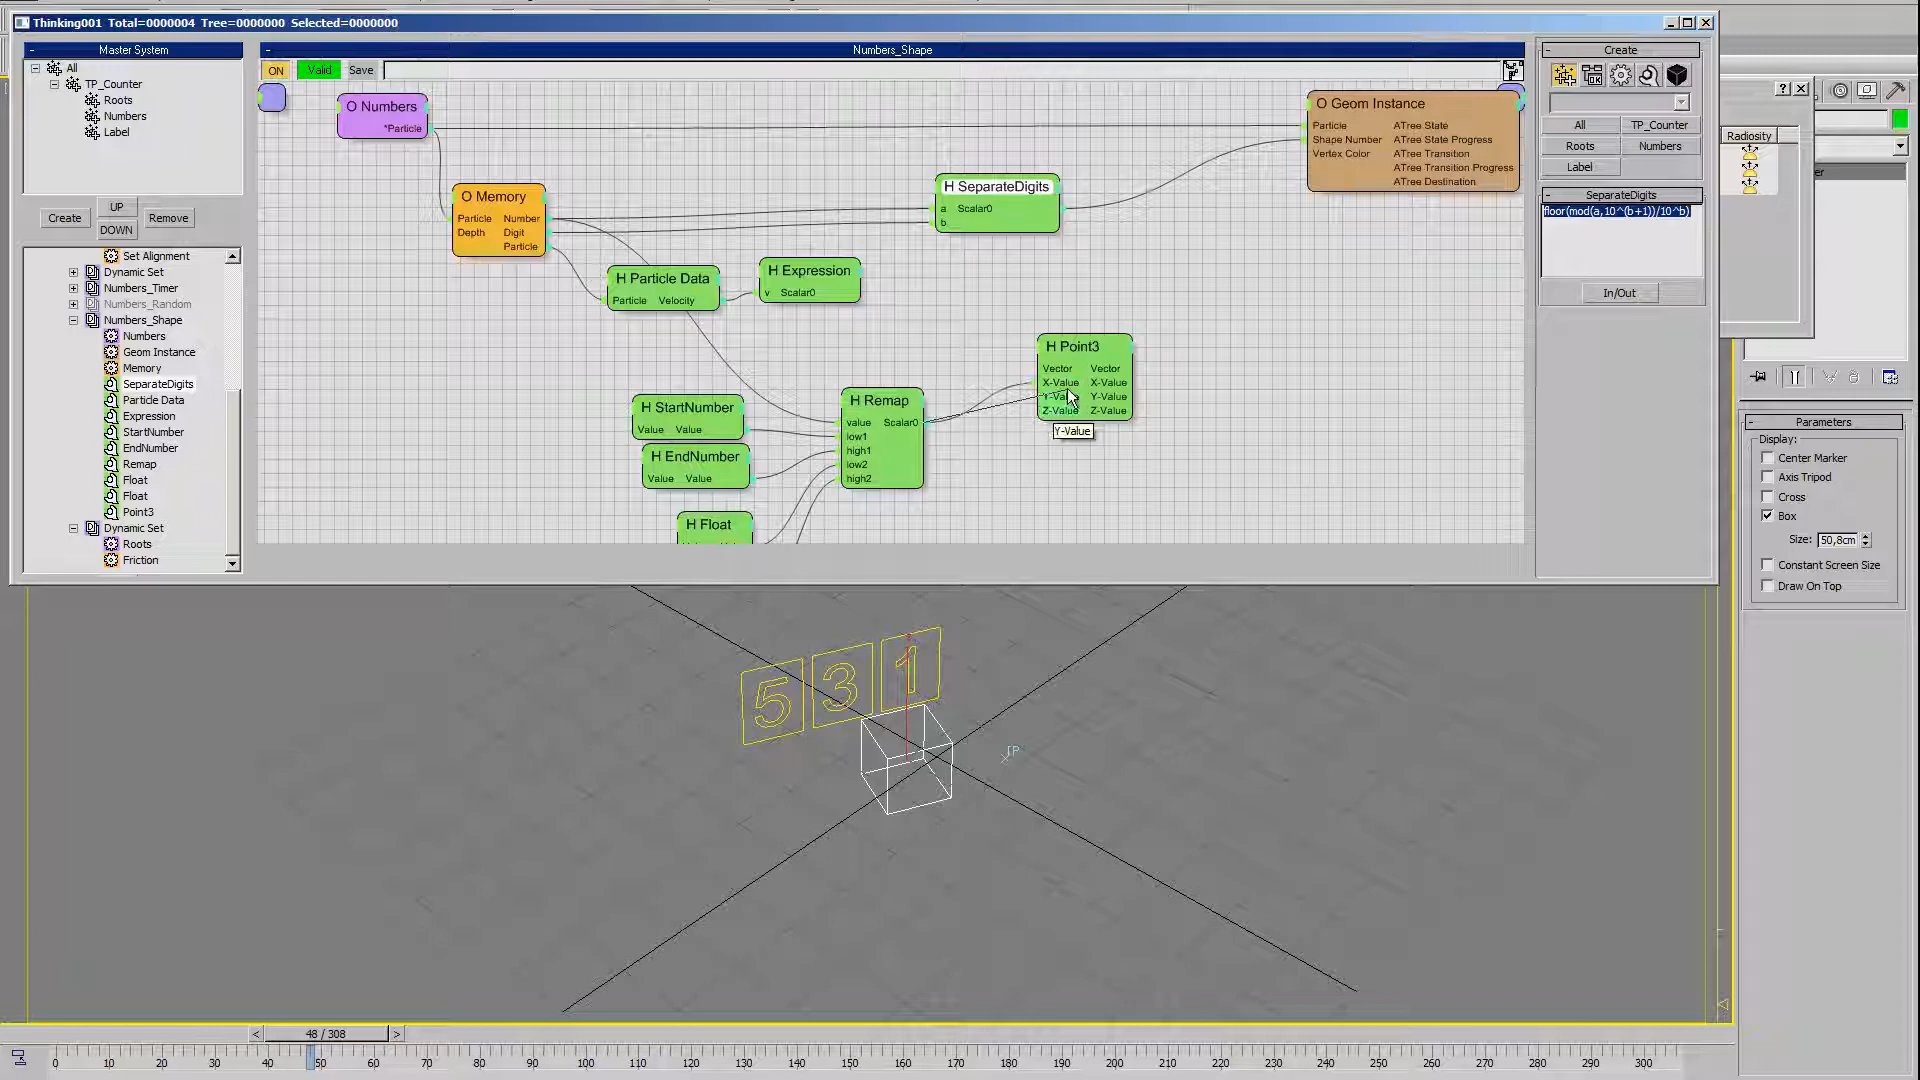 Thinking001 Total=0000004 Tree=0000000 Selected=0000000
Master System
All
TP_Counter
Roots
Numbers
Label
Create
UP
DOWN
Remove
Set Alignment
Dynamic Set
Numbers_Timer
Numbers_Random
Numbers_Shape
Numbers
Geom Instance
Memory
SeparateDigits
Particle Data
Expression
StartNumber
EndNumber
Remap
Float
Float
Point3
Dynamic Set
Roots
Friction
Numbers_Shape
ON
Valid
Save
O Numbers
*Particle
O Memory
Particle Number
Depth Digit
Particle
H SeparateDigits
a Scalar0
b
H Particle Data
Particle Velocity
H Expression
v Scalar0
H StartNumber
Value Value
H EndNumber
Value Value
H Float
H Remap
value Scalar0
low1
high1
low2
high2
H Point3
Vector Vector
X-Value X-Value
Y-Value Y-Value
Z-Value Z-Value
Y-Value
O Geom Instance
Particle ATree State
Shape Number ATree State Progress
Vertex Color ATree Transition
ATree Transition Progress
ATree Destination
Create
All TP_Counter
Roots Numbers
Label
SeparateDigits
floor(mod(a,10^(b+1))/10^b)
In/Out
Radiosity
Parameters
Display:
Center Marker
Axis Tripod
Cross
Box
Size: 50,8cm
Constant Screen Size
Draw On Top
5 3 1
TP
< 48 / 308 >
0 10 20 30 40 50 60 70 80 90 100 110 120 130 140 150 160 170 180 190 200 210 220 230 240 250 260 270 280 290 300